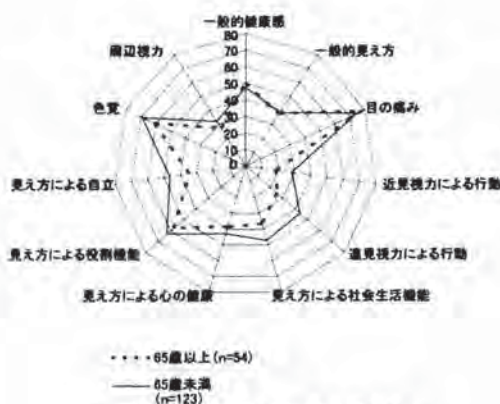 一般的健康感
80
70
60
50
40
30
20
10
0
一般的見え方
目の痛み
近見視力による行動
遠見視力による行動
見え方による社会生活機能
見え方による心の健康
見え方による役割機能
見え方による自立
色覚
周辺視力
65歳以上 (n=54)
65歳未満
(n=123)